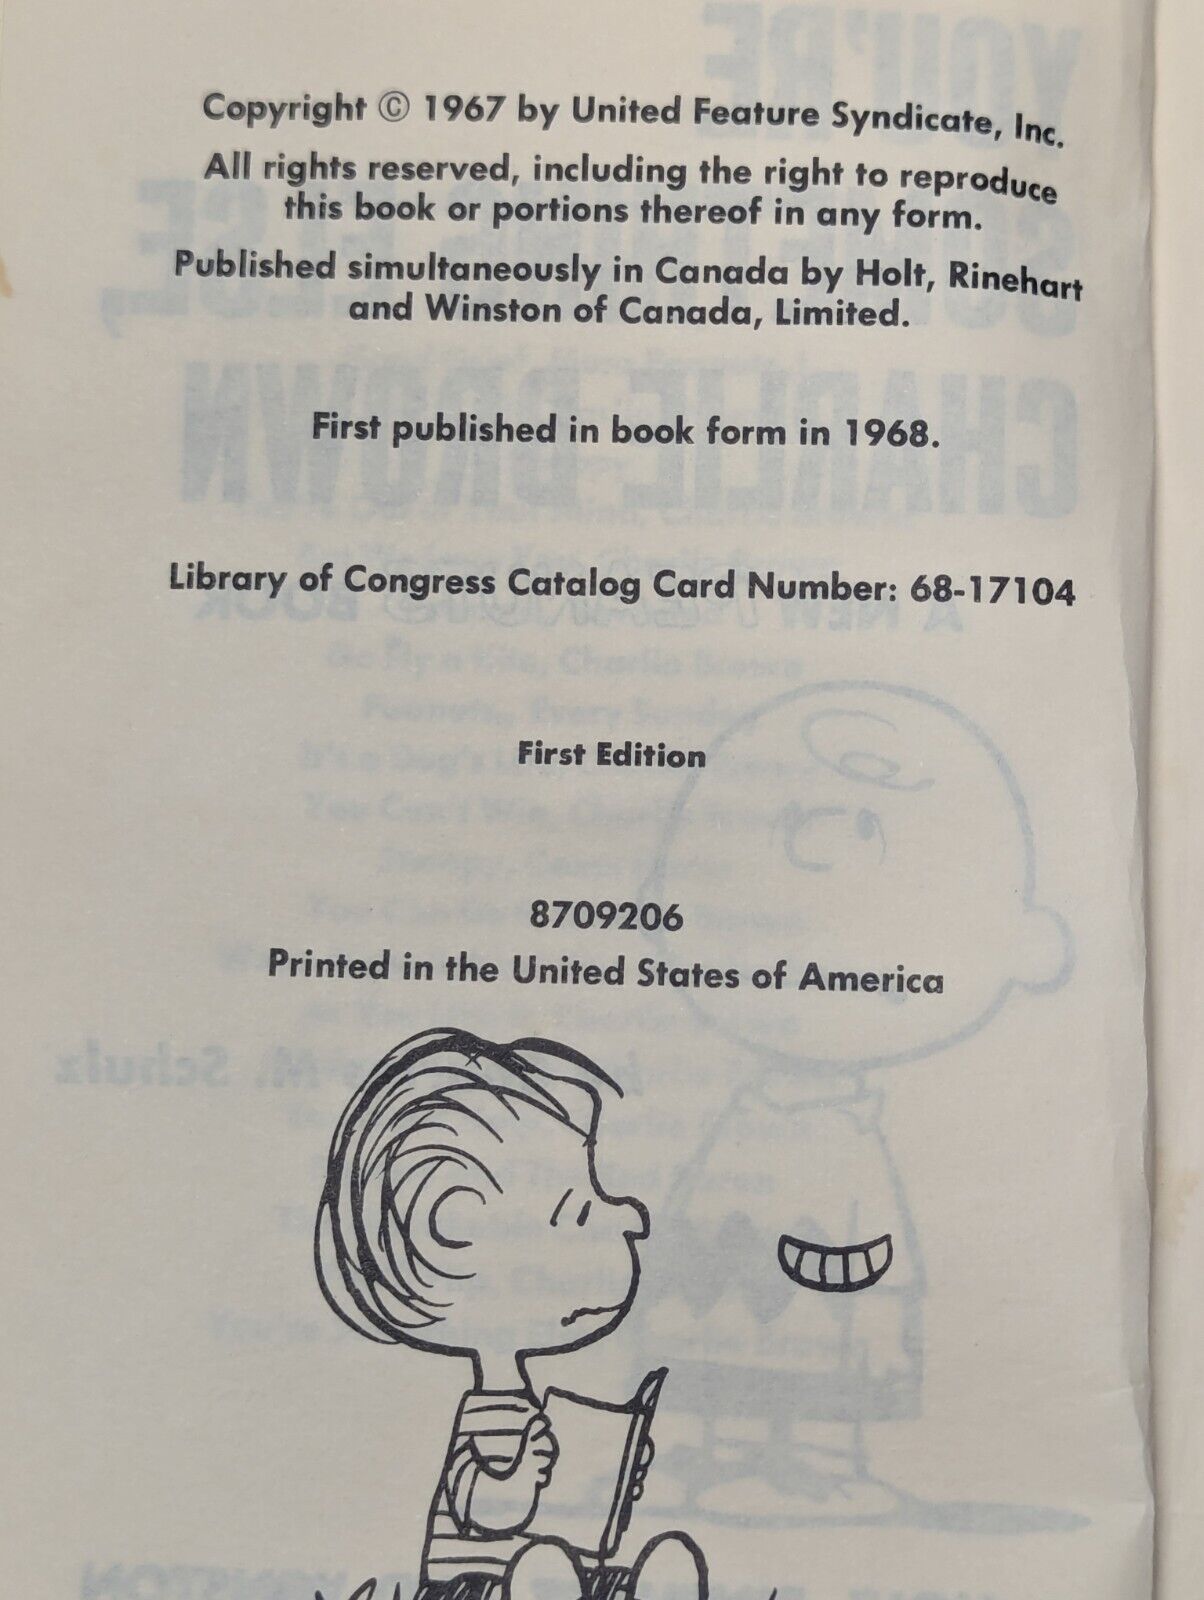 Copyright © 1967 by United Feature Syndicate, Inc.
All rights reserved, including the right to reproduce
this book or portions thereof in any form.
Published simultaneously in Canada by Holt, Rinehart
and Winston of Canada, Limited.
First published in book form in 1968.
Library of Congress Catalog Card Number: 68-17104
First Edition
8709206
Printed in the United States of America